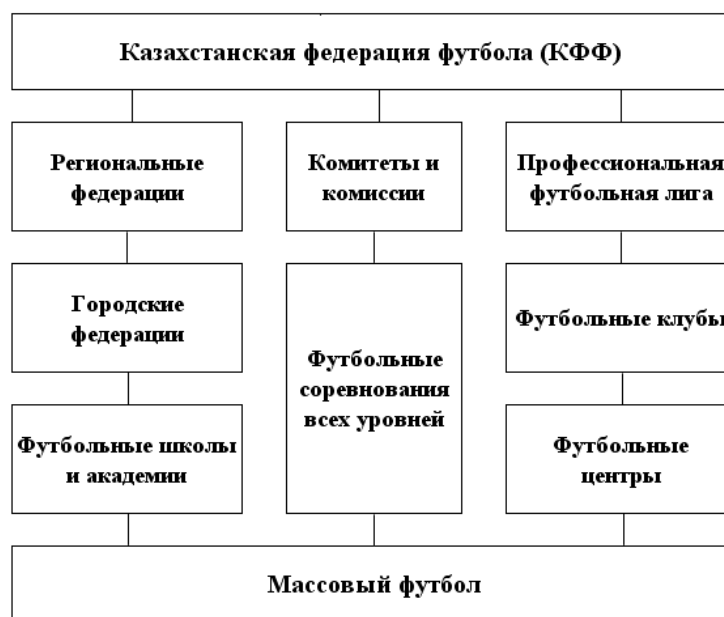 Казахстанская федерация футбола (КФФ)
Региональные
федерации
Комитеты и
комиссии
Профессиональная
футбольная лига
Городские
федерации
Футбольные
соревнования
всех уровней
Футбольные клубы
Футбольные школы
и академии
Футбольные
центры
Массовый футбол